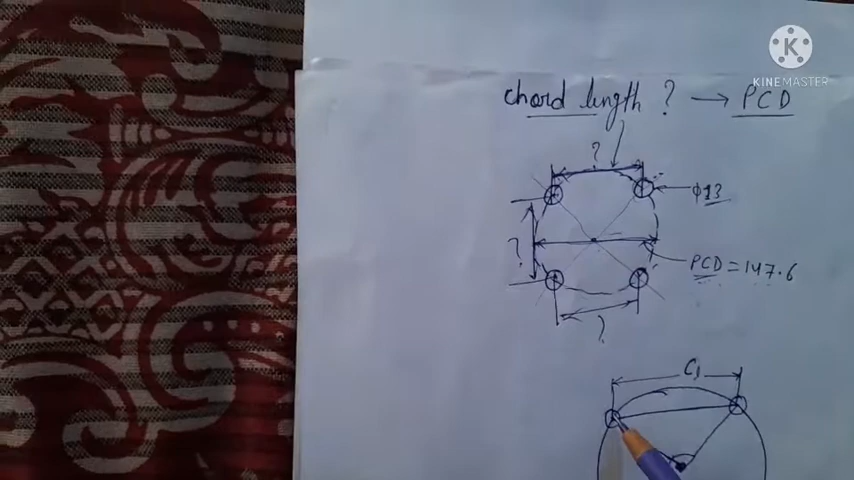 K
KINEMASTER
chord length ? → PCD
?
φ13
?
PCD = 147.6
?
C1